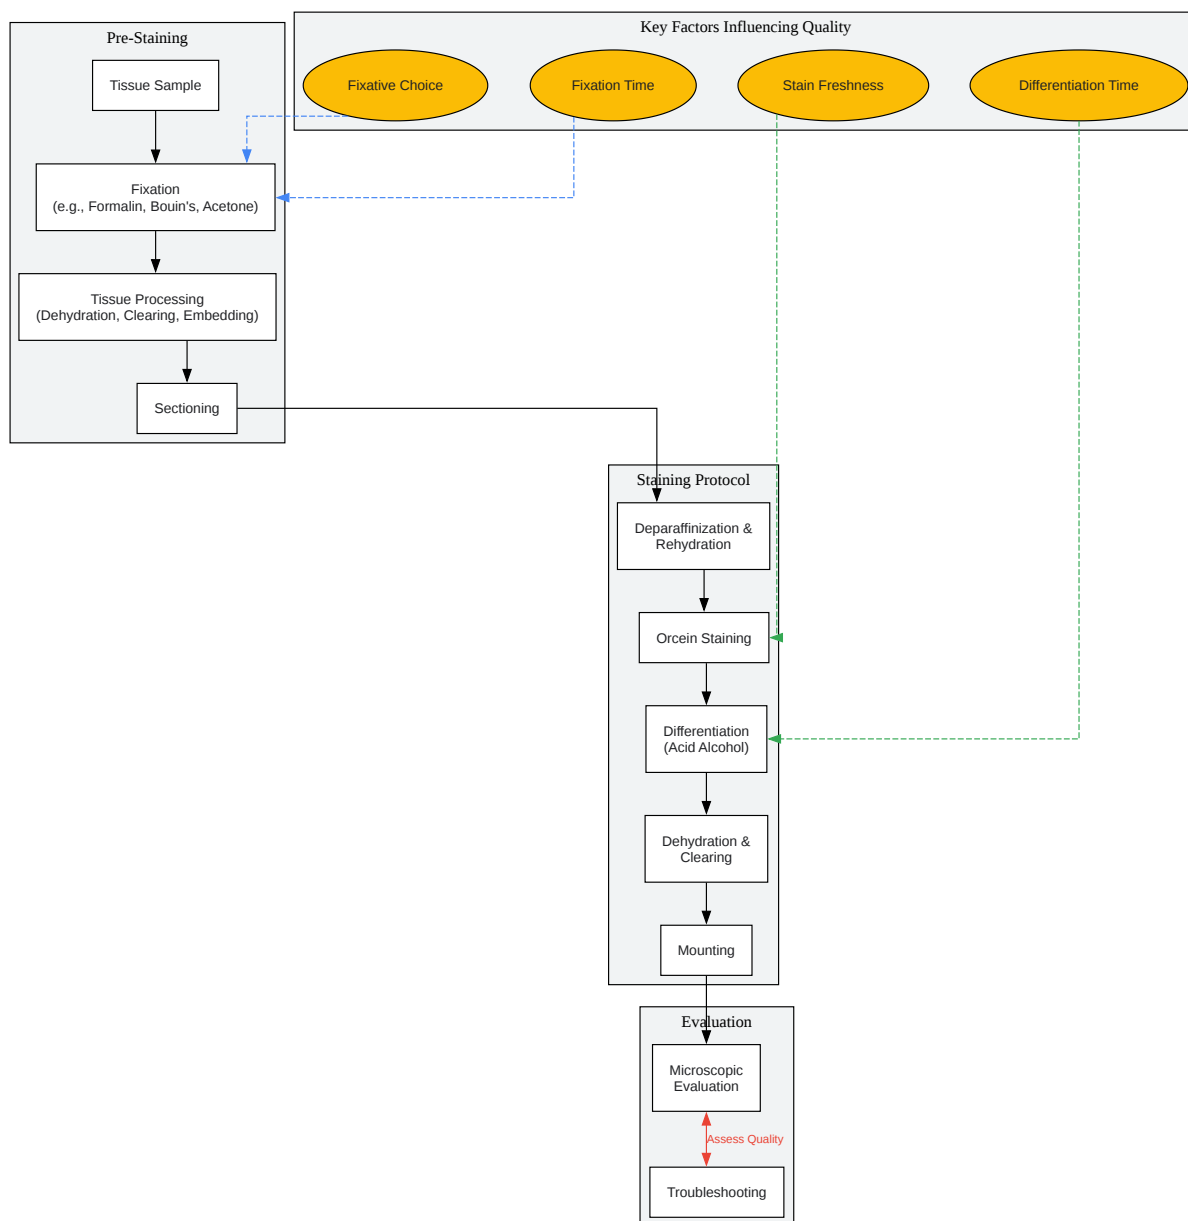 Pre-Staining
Tissue Sample
Fixation
(e.g., Formalin, Bouin's, Acetone)
Tissue Processing
(Dehydration, Clearing, Embedding)
Sectioning
Key Factors Influencing Quality
Fixative Choice
Fixation Time
Stain Freshness
Differentiation Time
Staining Protocol
Deparaffinization &
Rehydration
Orcein Staining
Differentiation
(Acid Alcohol)
Dehydration &
Clearing
Mounting
Evaluation
Microscopic
Evaluation
Assess Quality
Troubleshooting